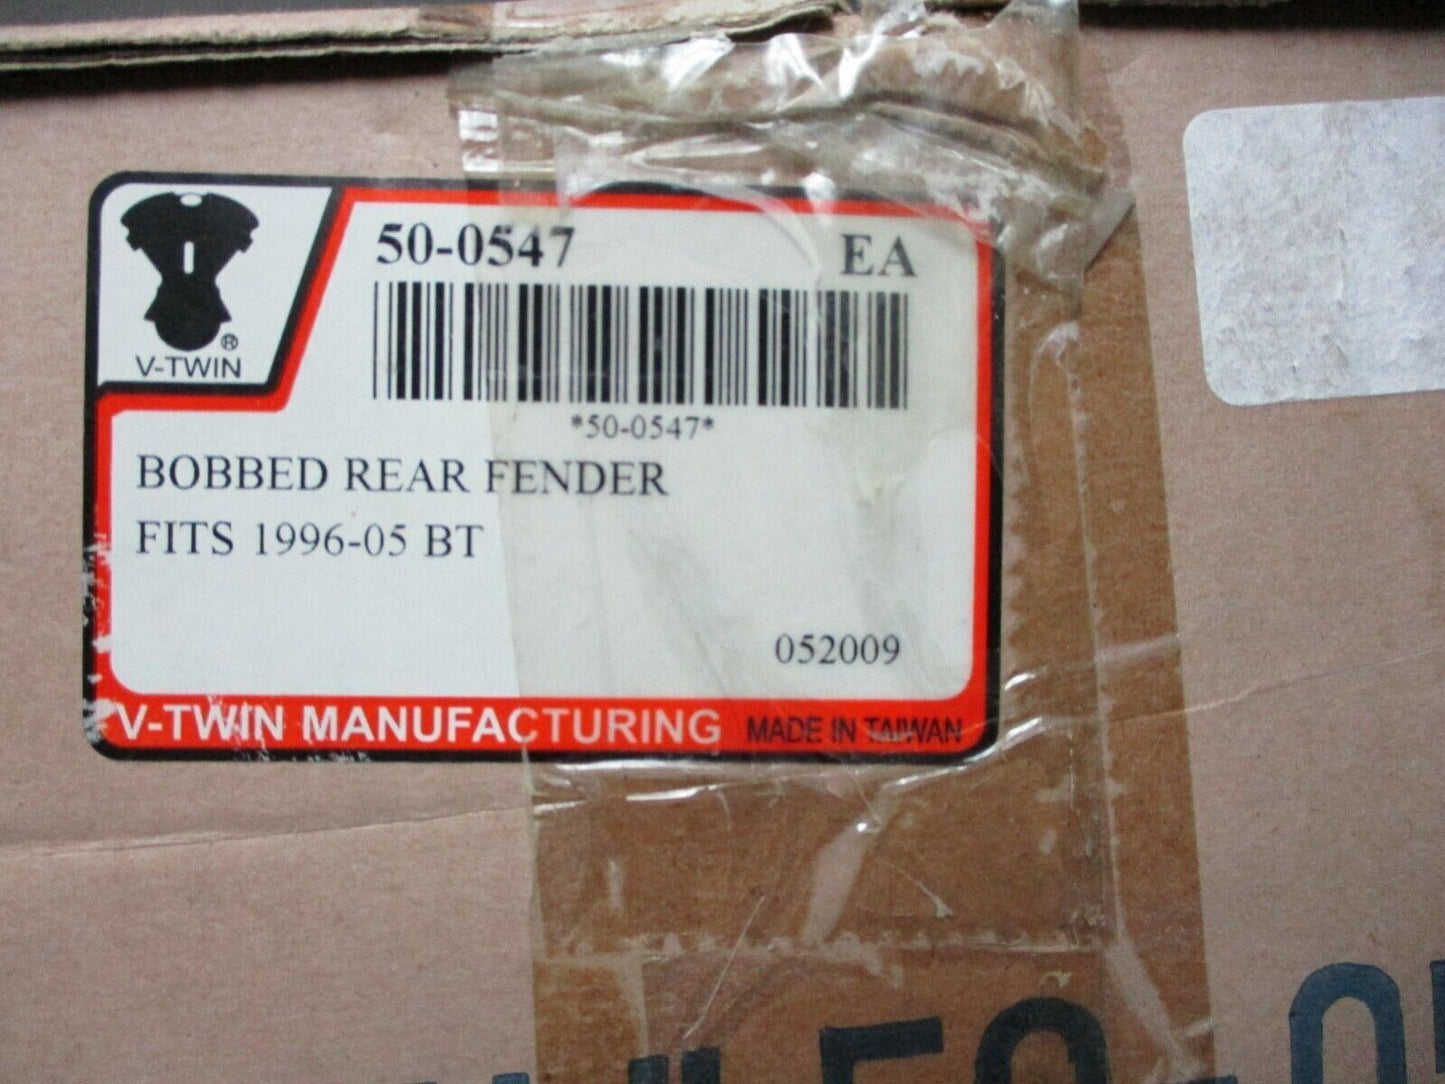 50-0547 EA
® 
V-TWIN
*50-0547*
BOBBED REAR FENDER
FITS 1996-05 BT
052009
V-TWIN MANUFACTURING MADE IN TAIWAN